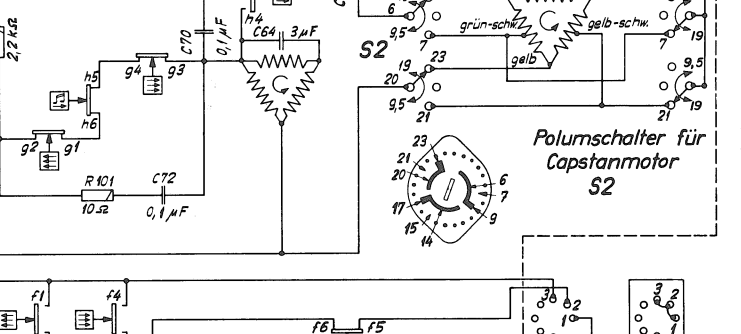 h4
6
9,5
7
grün-schw.
gelb-schw.
7
19
C70
0,1µF
C64
3µF
S2
2,2 kΩ
19
23
gelb
20
9,5
21
9,5
19
21
g4
g3
h5
h6
g2
g1
Polumschalter für
Capstanmotor
S2
23
21
20
17
15
14
6
7
9
R101
10Ω
C72
0,1µF
f1
f4
f6
f5
3
2
1
3
2
1